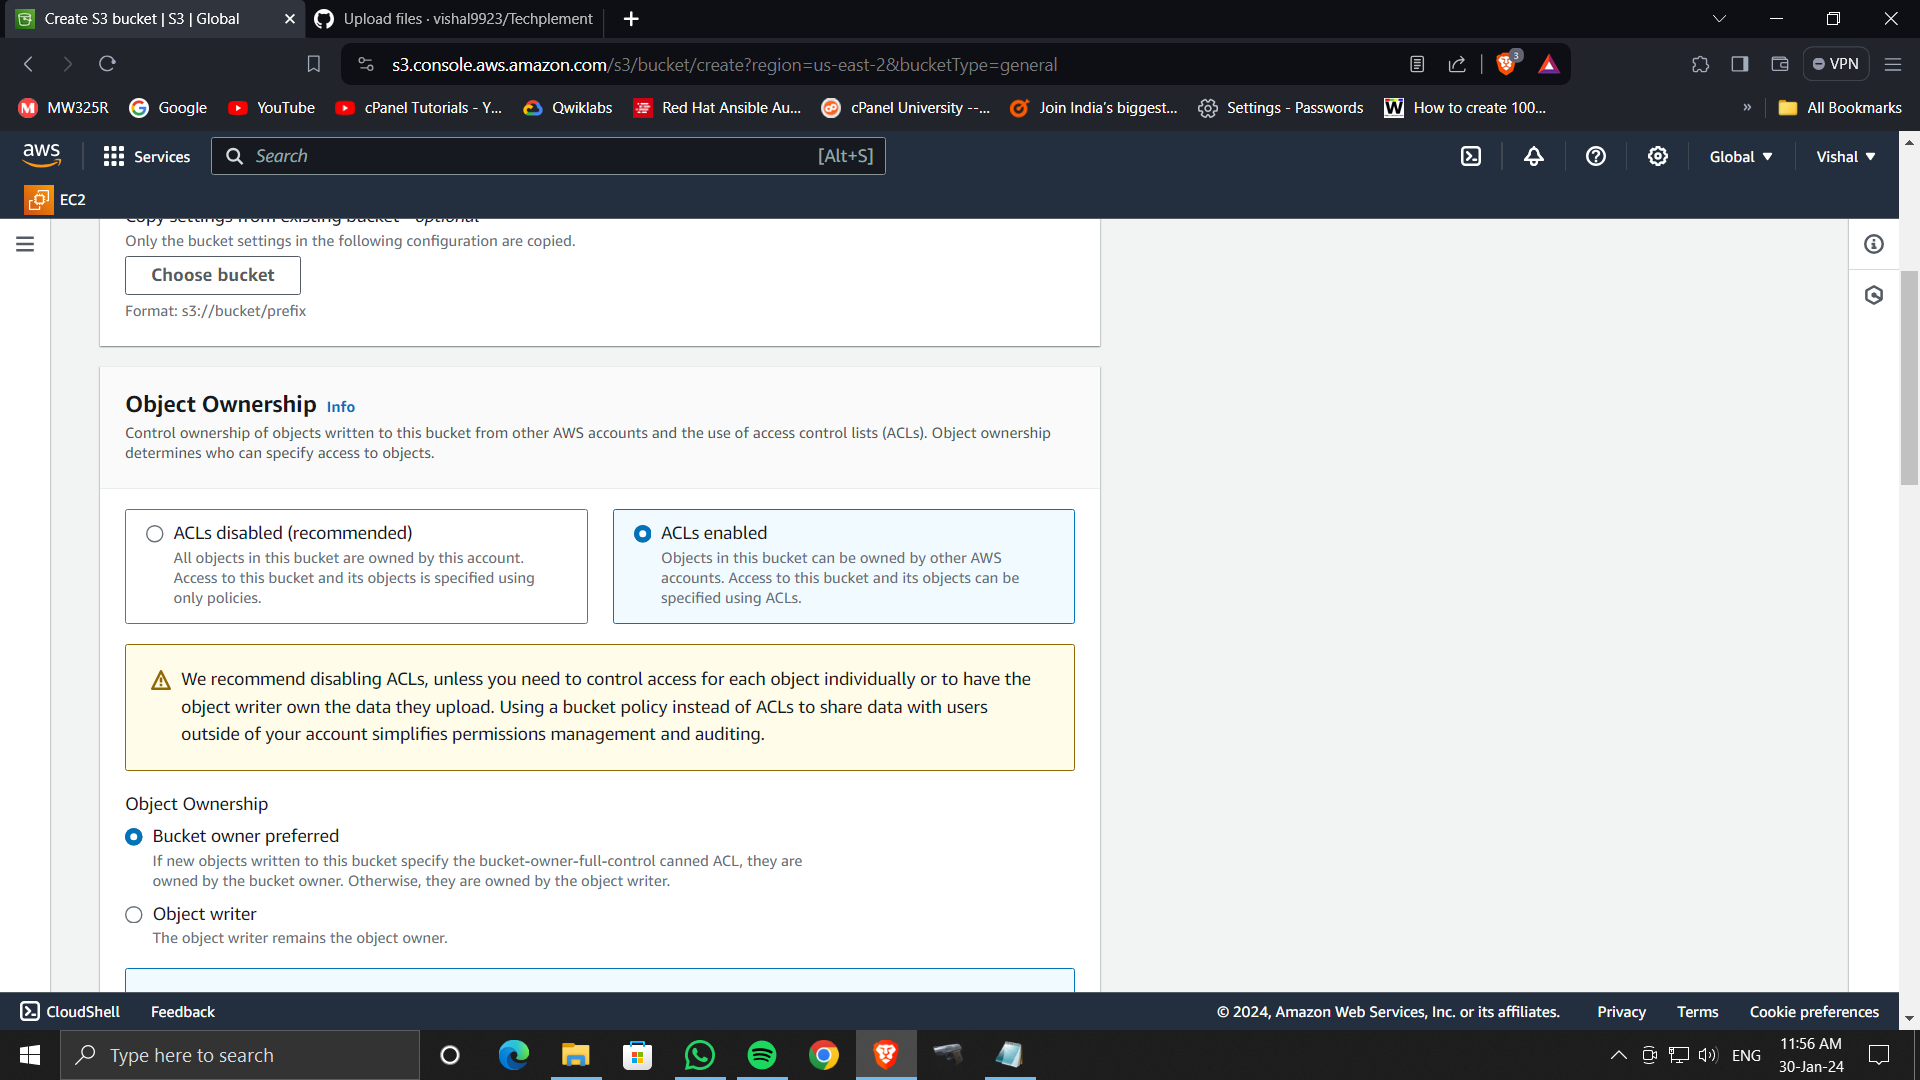 Create S3 bucket | S3 | Global
Upload files · vishal9923/Techplement
s3.console.aws.amazon.com/s3/bucket/create?region=us-east-2&bucketType=general
3
VPN
MW325R
Google
YouTube
cPanel Tutorials - Y...
Qwiklabs
Red Hat Ansible Au...
cPanel University --...
Join India's biggest...
Settings - Passwords
How to create 100...
»
All Bookmarks
aws
Services
Search
[Alt+S]
Global
Vishal
EC2
Copy settings from existing bucket - optional
Only the bucket settings in the following configuration are copied.
Choose bucket
Format: s3://bucket/prefix
Object Ownership Info
Control ownership of objects written to this bucket from other AWS accounts and the use of access control lists (ACLs). Object ownership
determines who can specify access to objects.
ACLs disabled (recommended)
All objects in this bucket are owned by this account.
Access to this bucket and its objects is specified using
only policies.
ACLs enabled
Objects in this bucket can be owned by other AWS
accounts. Access to this bucket and its objects can be
specified using ACLs.
We recommend disabling ACLs, unless you need to control access for each object individually or to have the
object writer own the data they upload. Using a bucket policy instead of ACLs to share data with users
outside of your account simplifies permissions management and auditing.
Object Ownership
Bucket owner preferred
If new objects written to this bucket specify the bucket-owner-full-control canned ACL, they are
owned by the bucket owner. Otherwise, they are owned by the object writer.
Object writer
The object writer remains the object owner.
CloudShell
Feedback
© 2024, Amazon Web Services, Inc. or its affiliates.
Privacy
Terms
Cookie preferences
Type here to search
ENG
11:56 AM
30-Jan-24